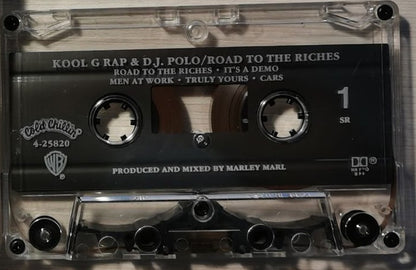 KOOL G RAP & D.J. POLO/ROAD TO THE RICHES
ROAD TO THE RICHES • IT'S A DEMO
MEN AT WORK • TRULY YOURS • CARS
Cold Chillin'
4-25820
1
SR
WB
PRODUCED AND MIXED BY MARLEY MARL